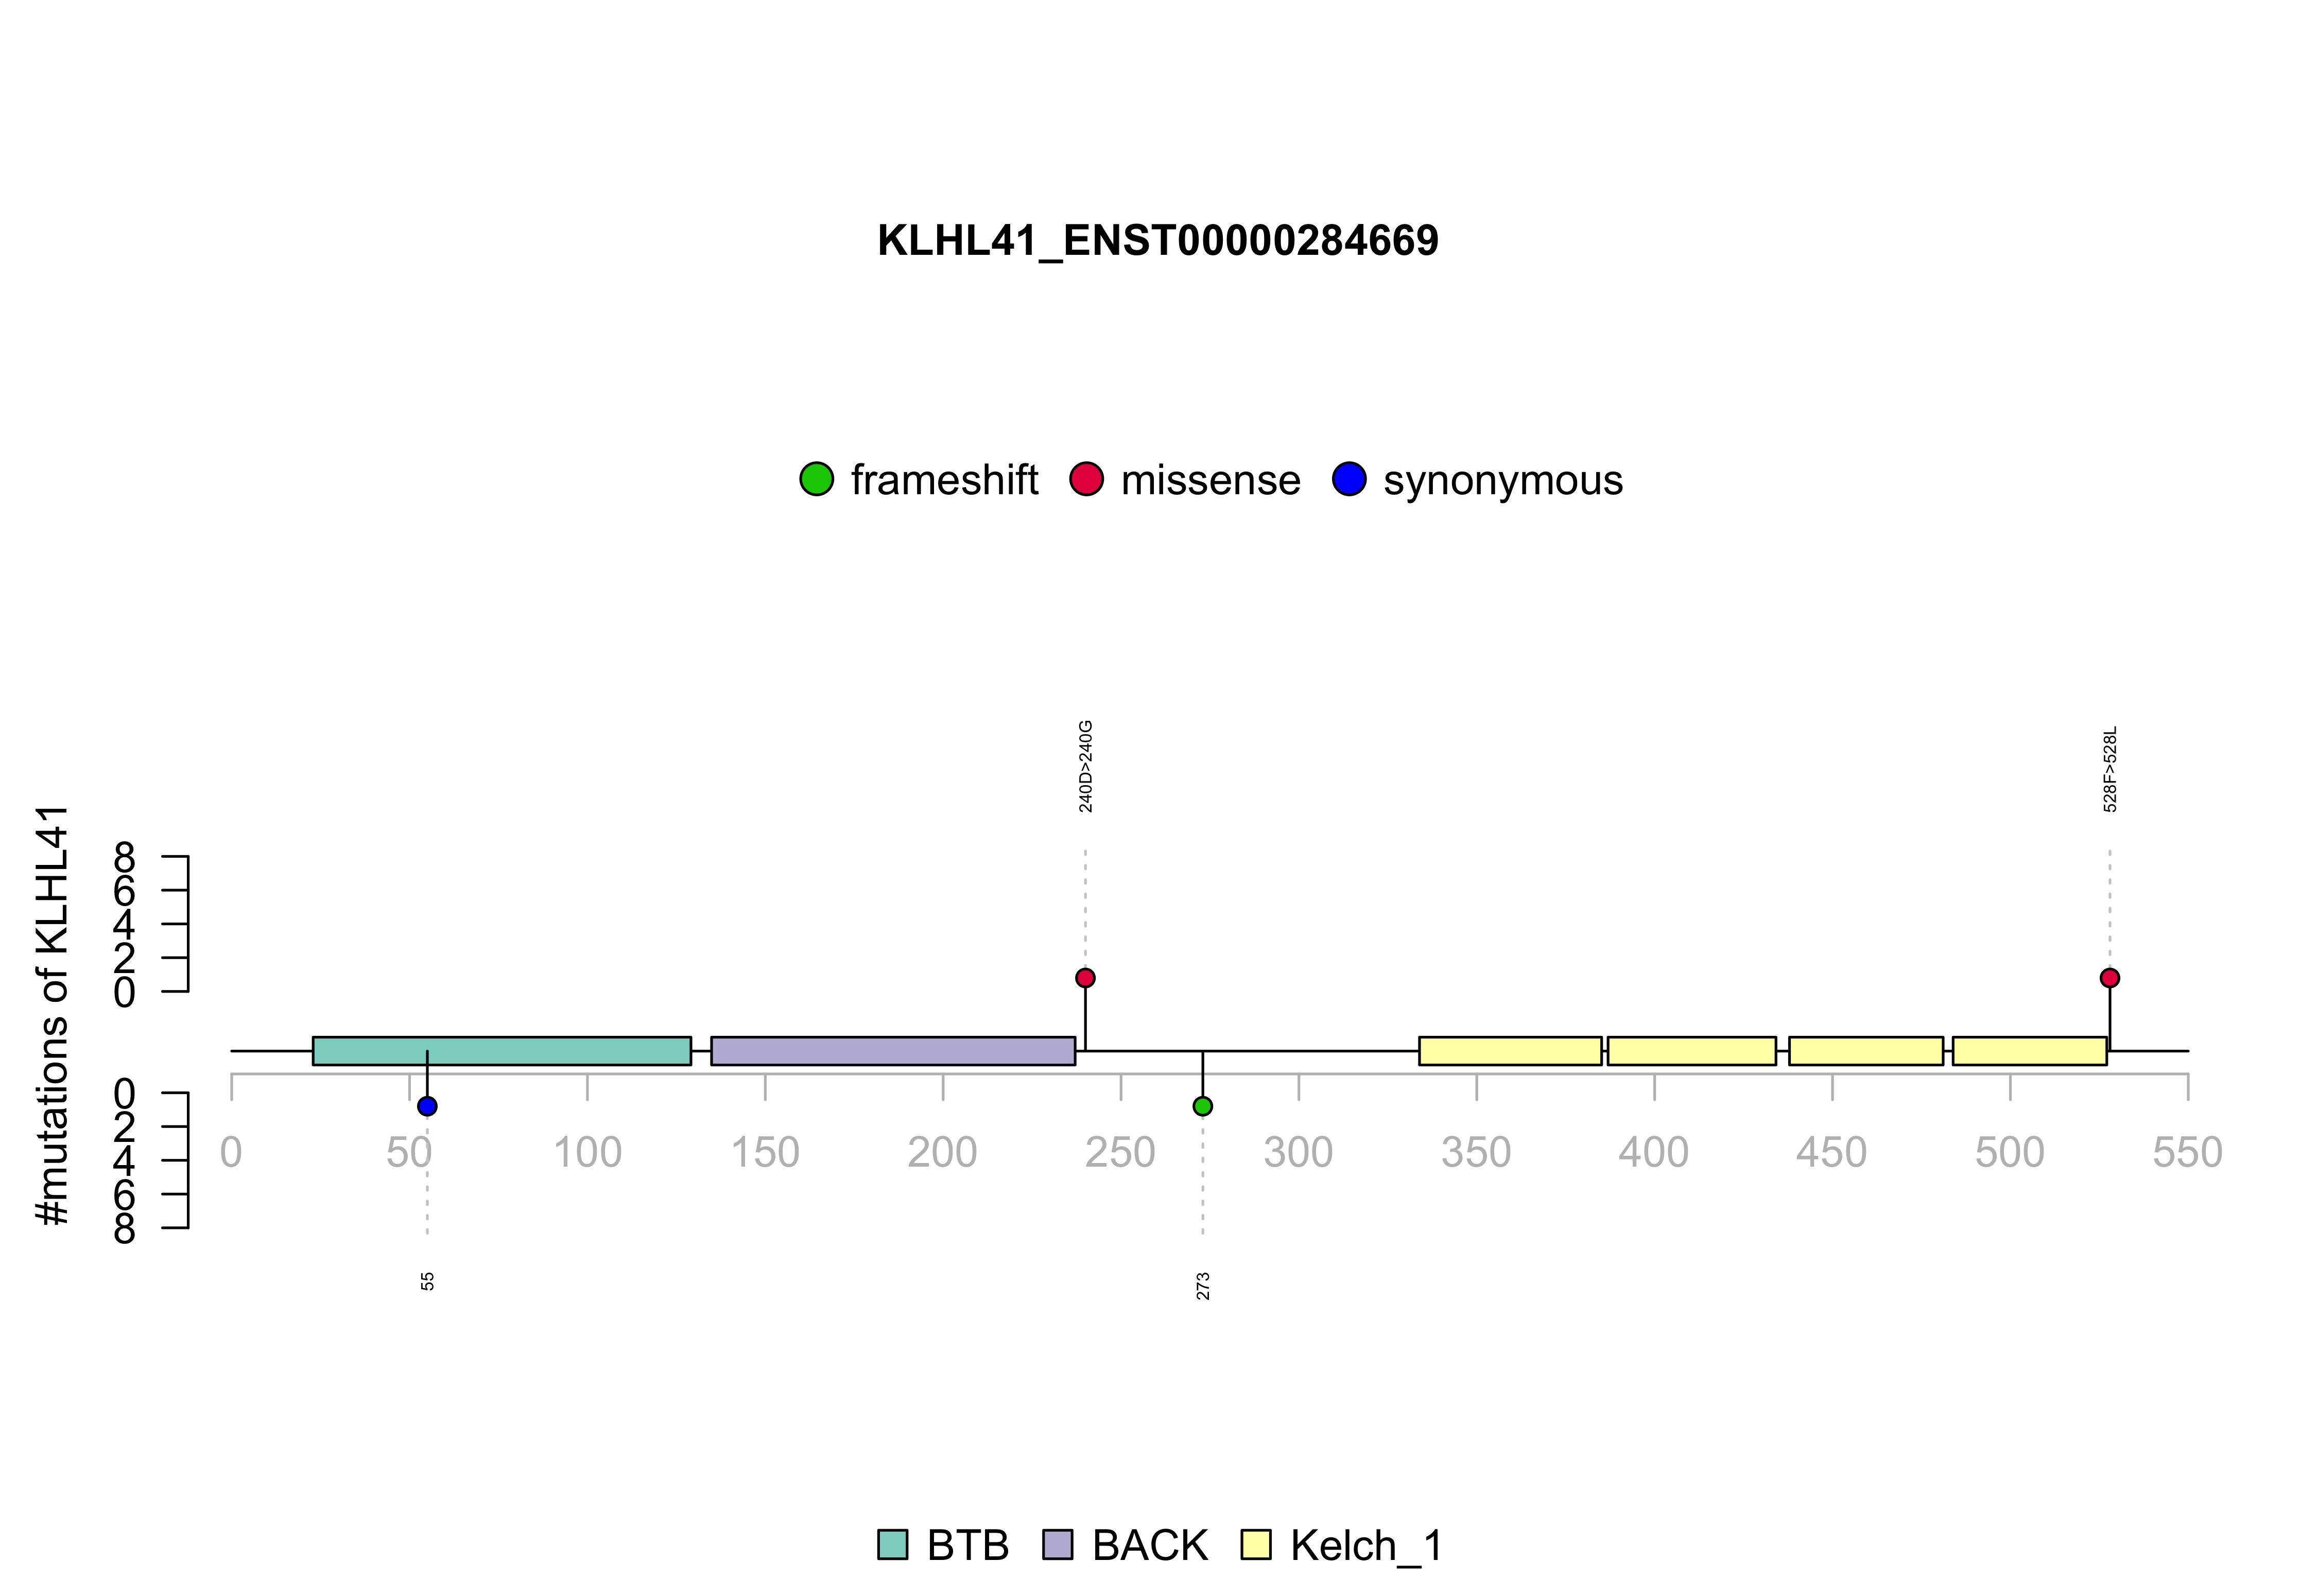 KLHL41_ENST00000284669
frameshift missense synonymous
240D>240G 528F>528L
#mutations of KLHL41
8
6
4
2
0
0
2
4
6
8
0 50 100 150 200 250 300 350 400 450 500 550
55 273
BTB BACK Kelch_1